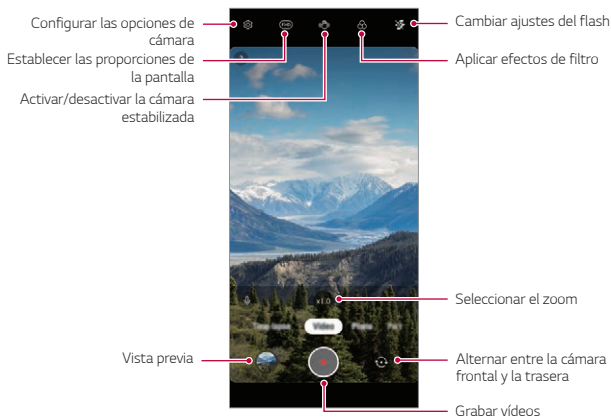 Configurar las opciones de
cámara
Establecer las proporciones de
la pantalla
Activar/desactivar la cámara
estabilizada
Cambiar ajustes del flash
Aplicar efectos de filtro
FHD
x1.0
Seleccionar el zoom
Video
Vista previa
Alternar entre la cámara
frontal y la trasera
Grabar vídeos